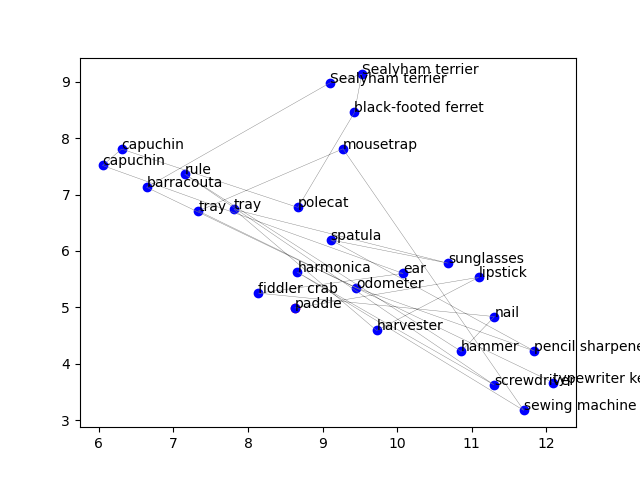 Sealyham terrier
Sealyham terrier
black-footed ferret
mousetrap
capuchin
capuchin
rule
barracouta
tray
tray
polecat
spatula
sunglasses
harmonica
ear
lipstick
odometer
fiddler crab
paddle
nail
harvester
hammer
pencil sharpene
screwdriver
typewriter ke
sewing machine
9
8
7
6
5
4
3
6
7
8
9
10
11
12